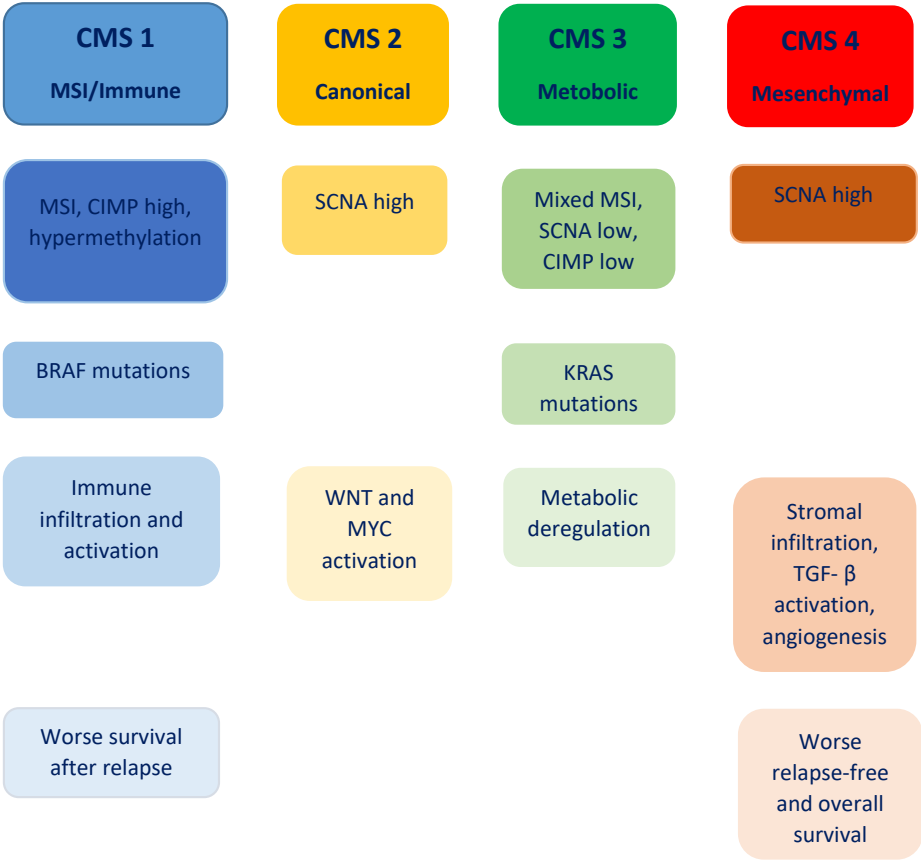 CMS 1
MSI/Immune
CMS 2
Canonical
CMS 3
Metobolic
CMS 4
Mesenchymal
MSI, CIMP high,
hypermethylation
SCNA high
Mixed MSI,
SCNA low,
CIMP low
SCNA high
BRAF mutations
KRAS
mutations
Immune
infiltration and
activation
WNT and
MYC
activation
Metabolic
deregulation
Stromal
infiltration,
TGF- β
activation,
angiogenesis
Worse survival
after relapse
Worse
relapse-free
and overall
survival